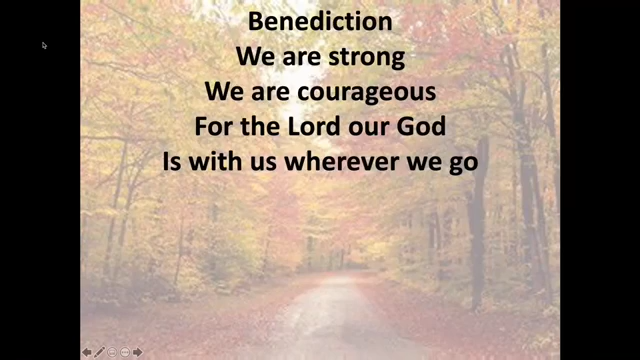 Benediction
We are strong
We are courageous
For the Lord our God
Is with us wherever we go